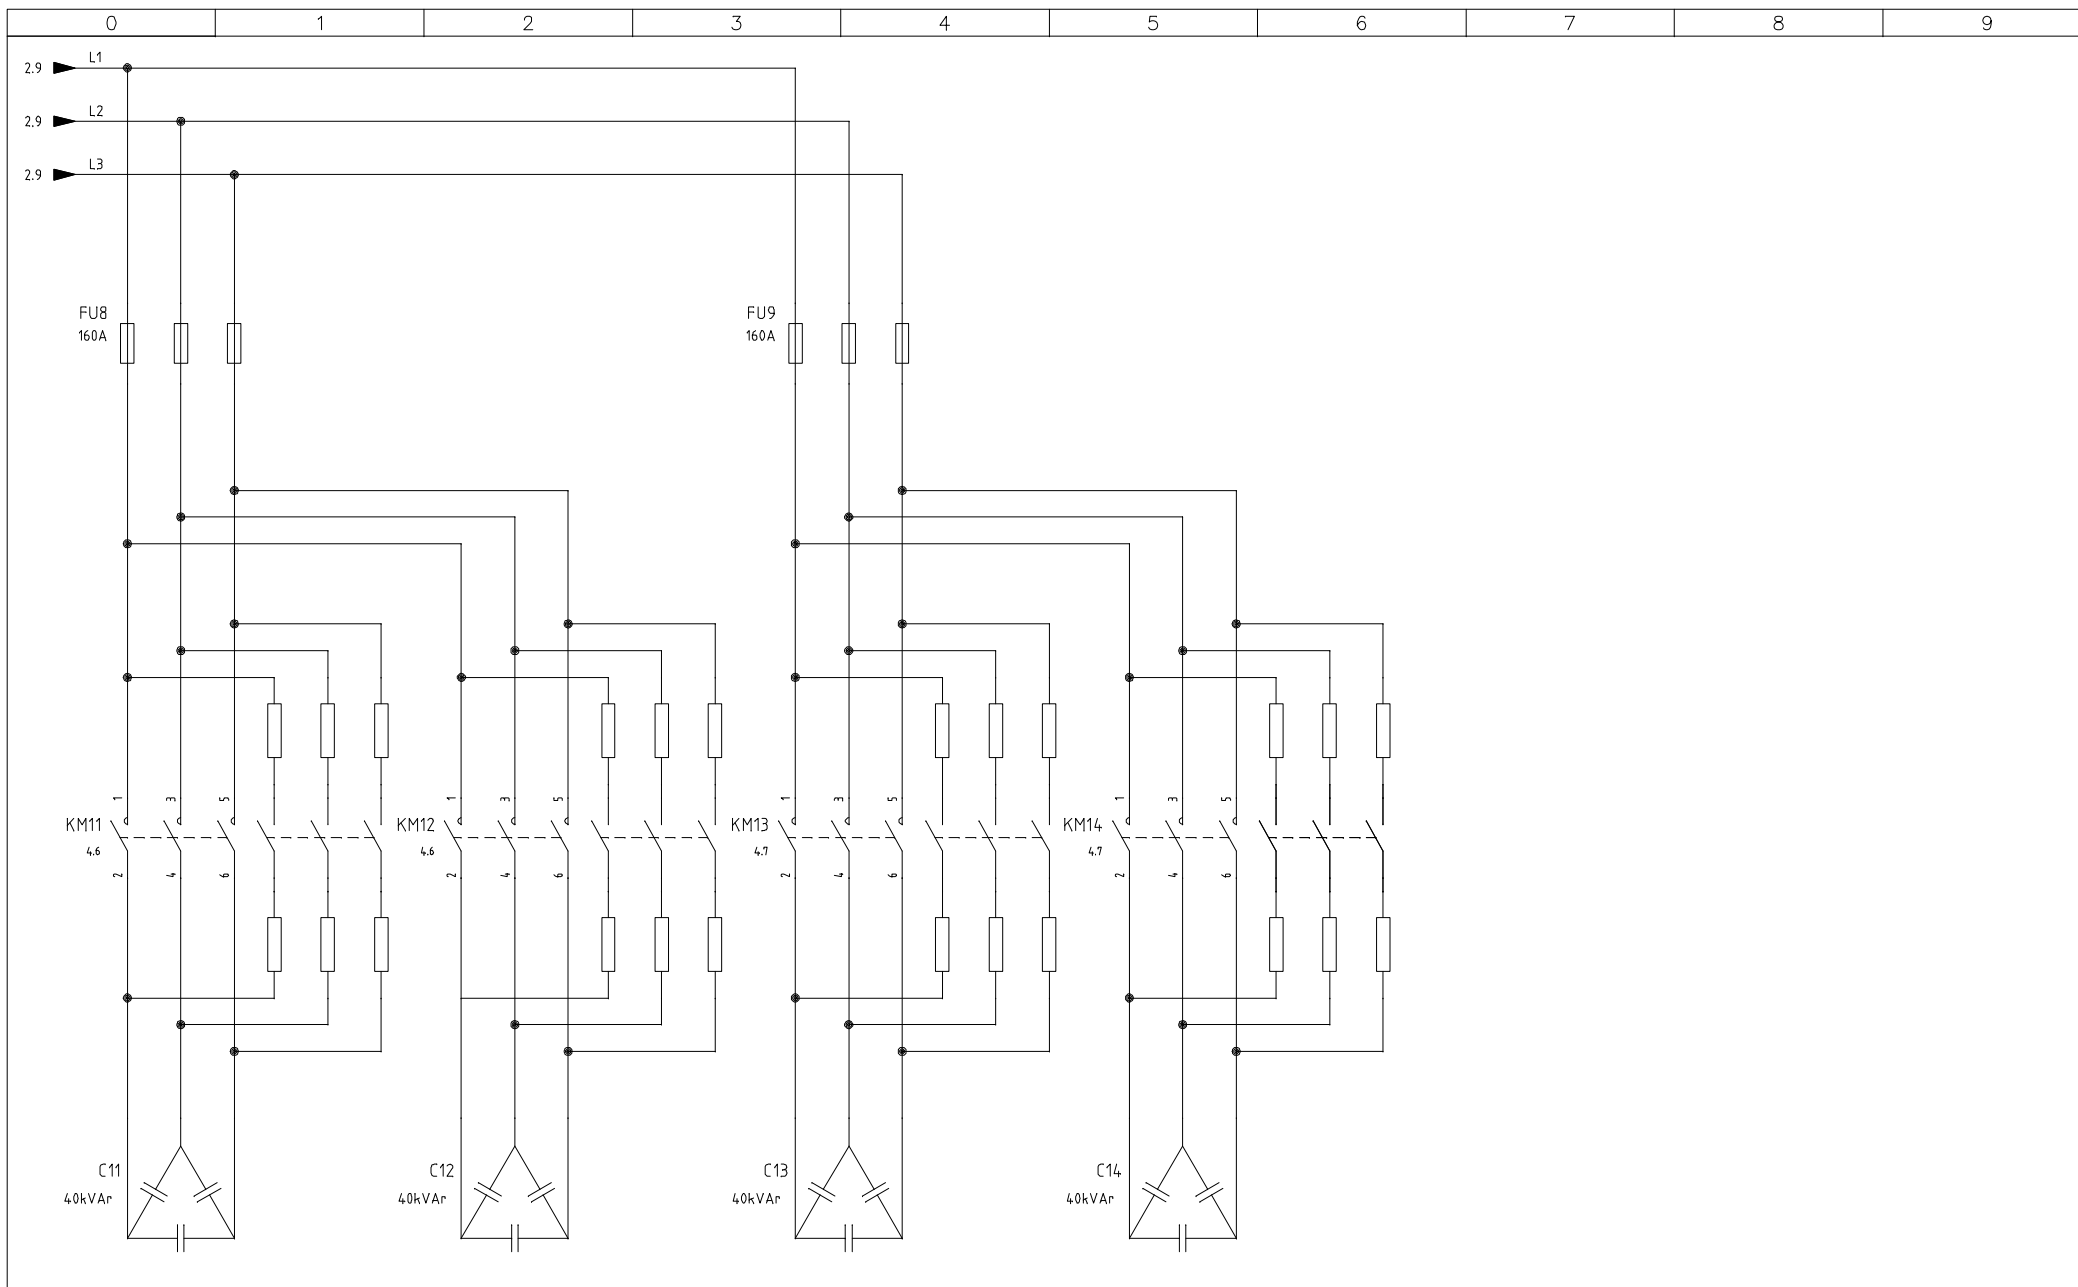 0 1 2 3 4 5 6 7 8 9
2.9 L1
2.9 L2
2.9 L3
FU8 FU9
160A 160A
1 3 5 1 3 5 1 3 5 1 3 5
KM11 KM12 KM13 KM14
4.6 4.6 4.7 4.7
2 4 6 2 4 6 2 4 6 2 4 6
C11 C12 C13 C14
40kVAr 40kVAr 40kVAr 40kVAr